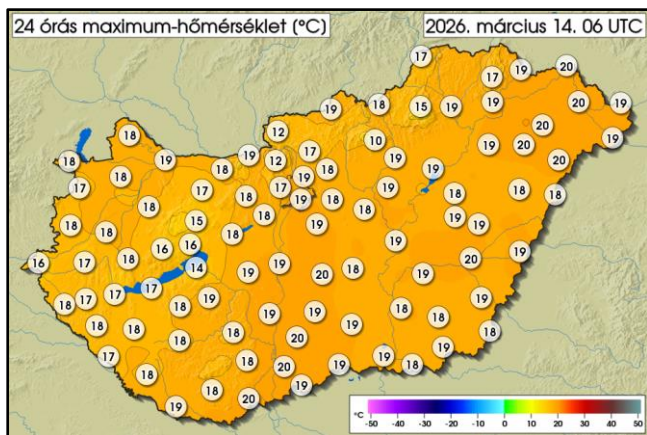 24 órás maximum-hőmérséklet (°C) 2026. március 14. 06 UTC
17
17 19 20
19 18 15 19 19 20 19
18 12 10 20 19
18 19 18 19 12 17 18 19 19 19 20 20
17 18 17 18 17 19 18 19 18 18 18
18 18 18 15 18 18 19 18 19 19
16 17 18 16 16 14 19 19 20 18 19 19 20 19
18 17 17 17 18 19 19 19 19 18 18 19
18 18 18 18 20 18
17 18 18 20 19 19 18 19
19 18 20 19
°C -50 -40 -30 -20 -10 0 10 20 30 40 50